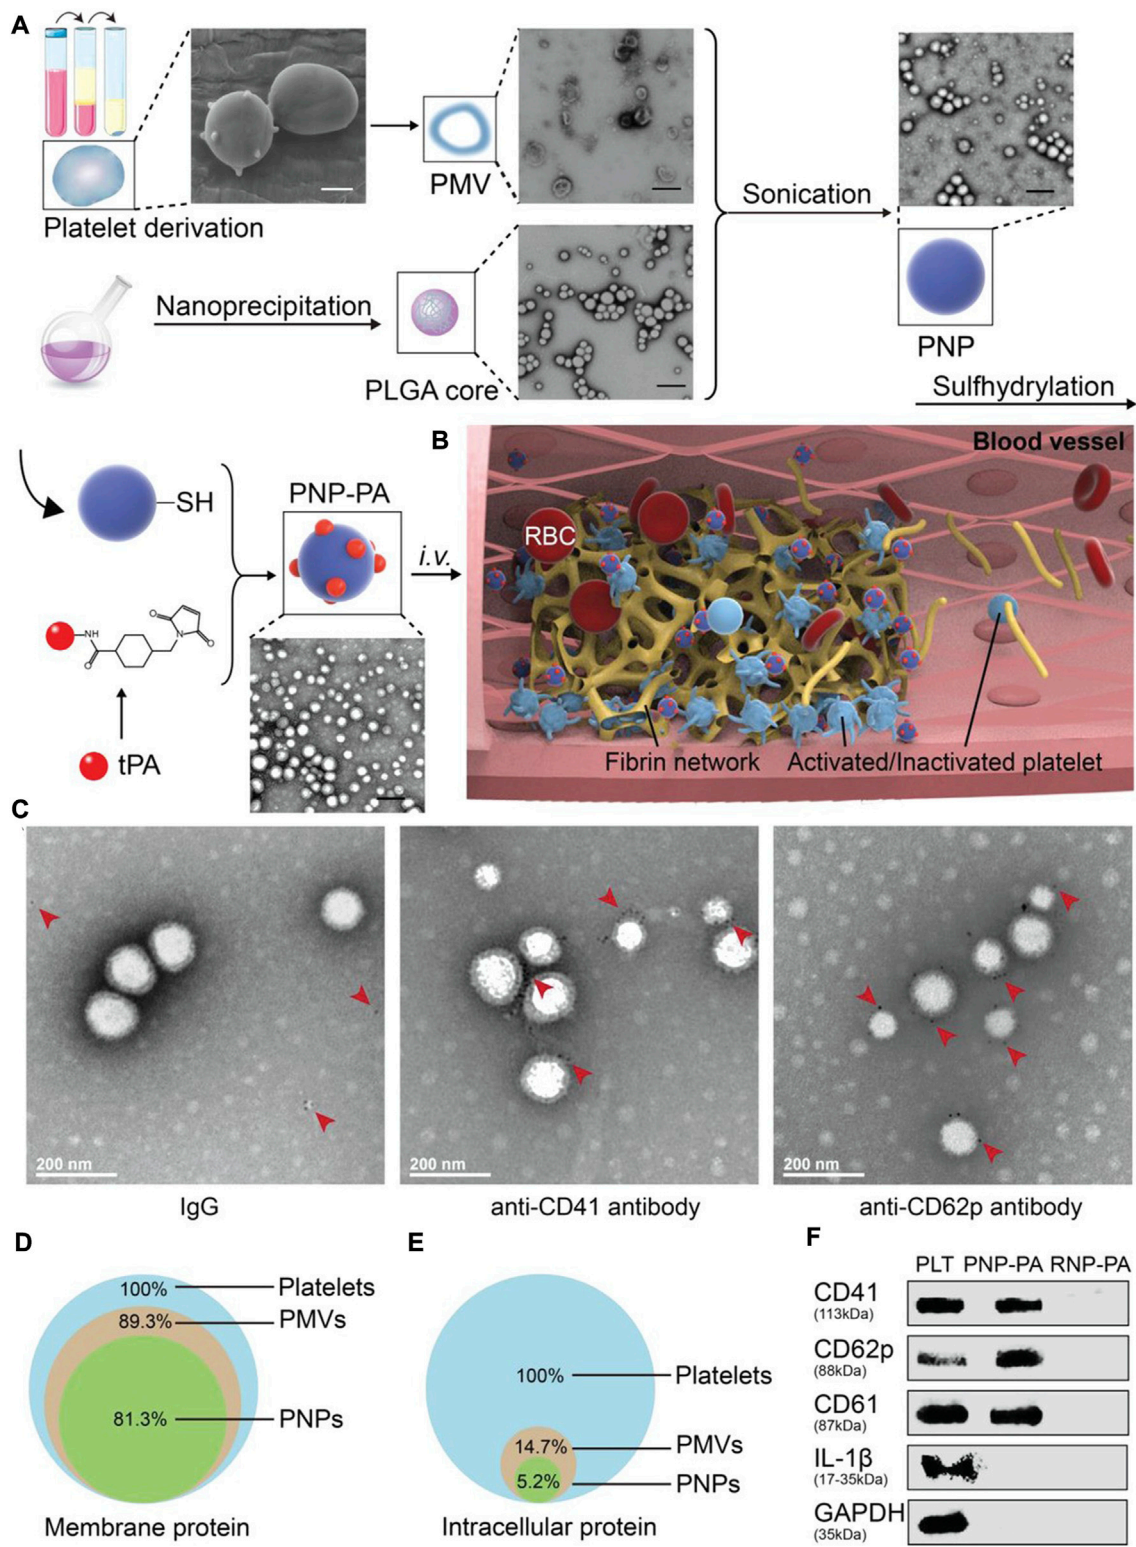 A
Platelet derivation
PMV
Sonication
PNP
Nanoprecipitation
PLGA core
Sulfhydrylation
SH
tPA
NH
O
N
O
O
PNP-PA
i.v.
B
Blood vessel
RBC
Fibrin network
Activated/Inactivated platelet
C
200 nm
200 nm
200 nm
IgG
anti-CD41 antibody
anti-CD62p antibody
D
100%
Platelets
89.3%
PMVs
81.3%
PNPs
Membrane protein
E
100%
Platelets
14.7%
PMVs
5.2%
PNPs
Intracellular protein
F
PLT PNP-PA RNP-PA
CD41
(113kDa)
CD62p
(88kDa)
CD61
(87kDa)
IL-1β
(17-35kDa)
GAPDH
(35kDa)